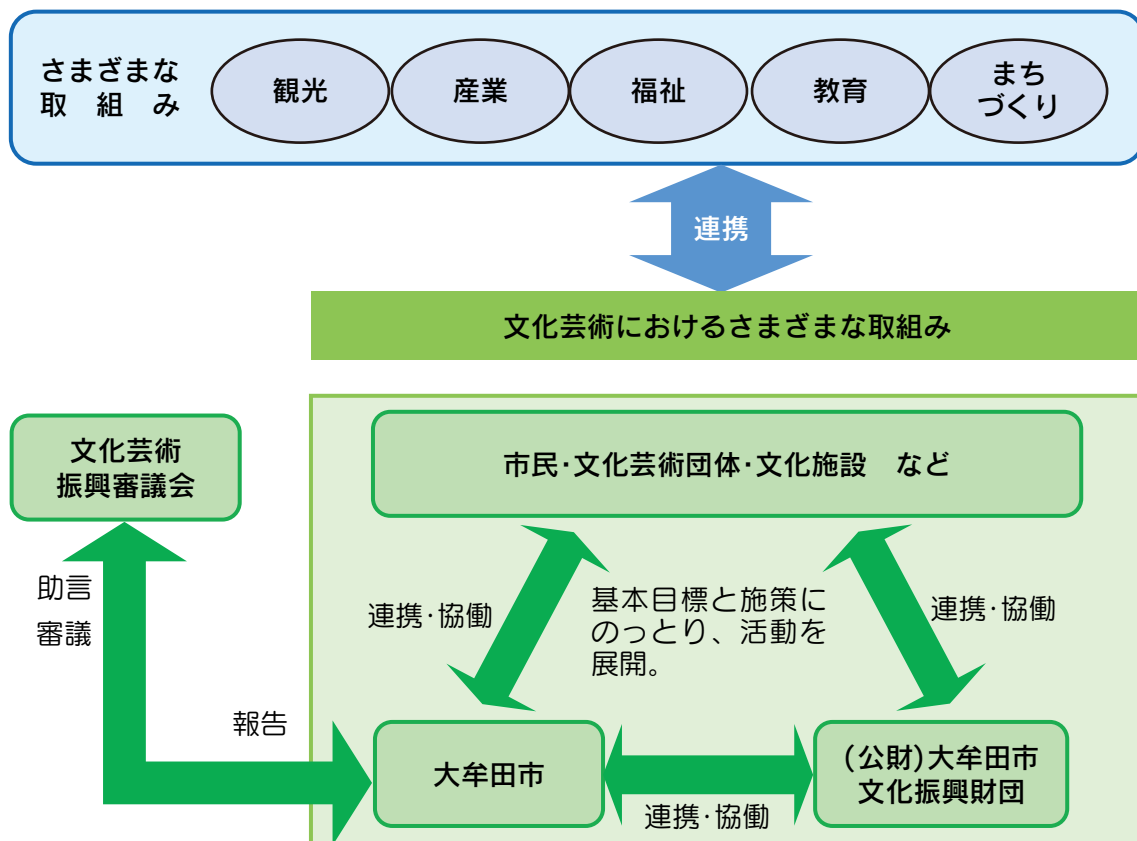 さまざまな
取 組 み
観光
産業
福祉
教育
まち
づくり
連携
文化芸術におけるさまざまな取組み
文化芸術
振興審議会
市民･文化芸術団体･文化施設　など
助言
審議
連携･協働
基本目標と施策に
のっとり、活動を
展開。
連携･協働
報告
大牟田市
（公財）大牟田市
文化振興財団
連携･協働